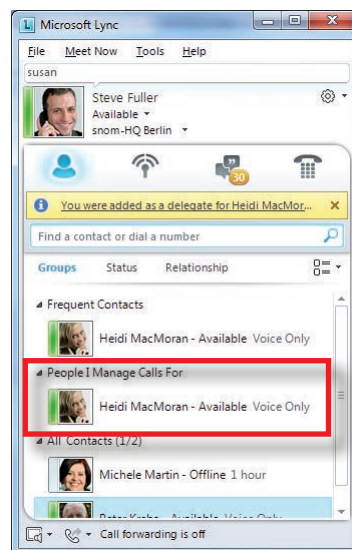 Microsoft Lync
File Meet Now Tools Help
susan
Steve Fuller
Available
snom-HQ Berlin
30
You were added as a delegate for Heidi MacMor...
Find a contact or dial a number
Groups Status Relationship
Frequent Contacts
Heidi MacMoran - Available Voice Only
People I Manage Calls For
Heidi MacMoran - Available Voice Only
All Contacts (1/2)
Michele Martin - Offline 1 hour
Available Voice Only
Call forwarding is off